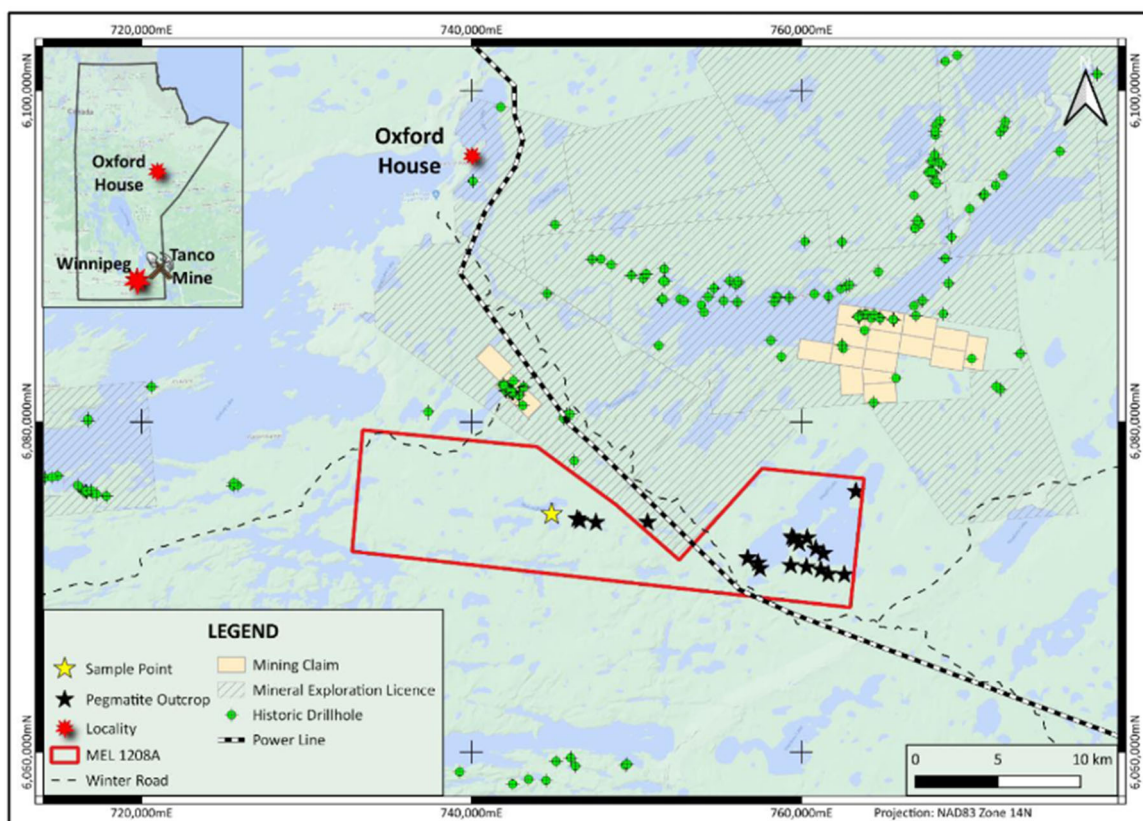 720,000mE
740,000mE
760,000mE
6,100,000mN
6,100,000mN
N
Canada
Oxford
House
Winnipeg
Tanco
Mine
Oxford
House
6,080,000mN
6,080,000mN
LEGEND
Sample Point
Pegmatite Outcrop
Locality
MEL 1208A
Winter Road
Mining Claim
Mineral Exploration Licence
Historic Drillhole
Power Line
6,060,000mN
6,060,000mN
0
5
10 km
720,000mE
740,000mE
760,000mE
Projection: NAD83 Zone 14N